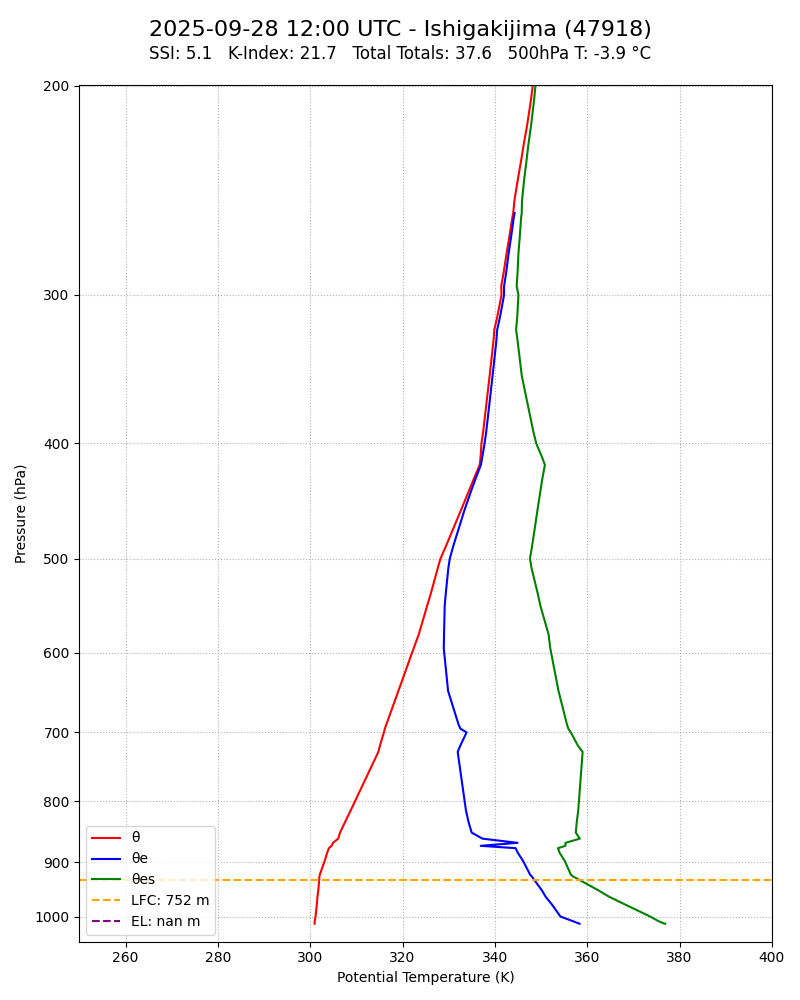 2025-09-28 12:00 UTC - Ishigakijima (47918)
SSI: 5.1   K-Index: 21.7   Total Totals: 37.6   500hPa T: -3.9 °C
200
300
400
500
600
700
800
900
1000
Pressure (hPa)
θ
θe
θes
LFC: 752 m
EL: nan m
260 280 300 320 340 360 380 400
Potential Temperature (K)